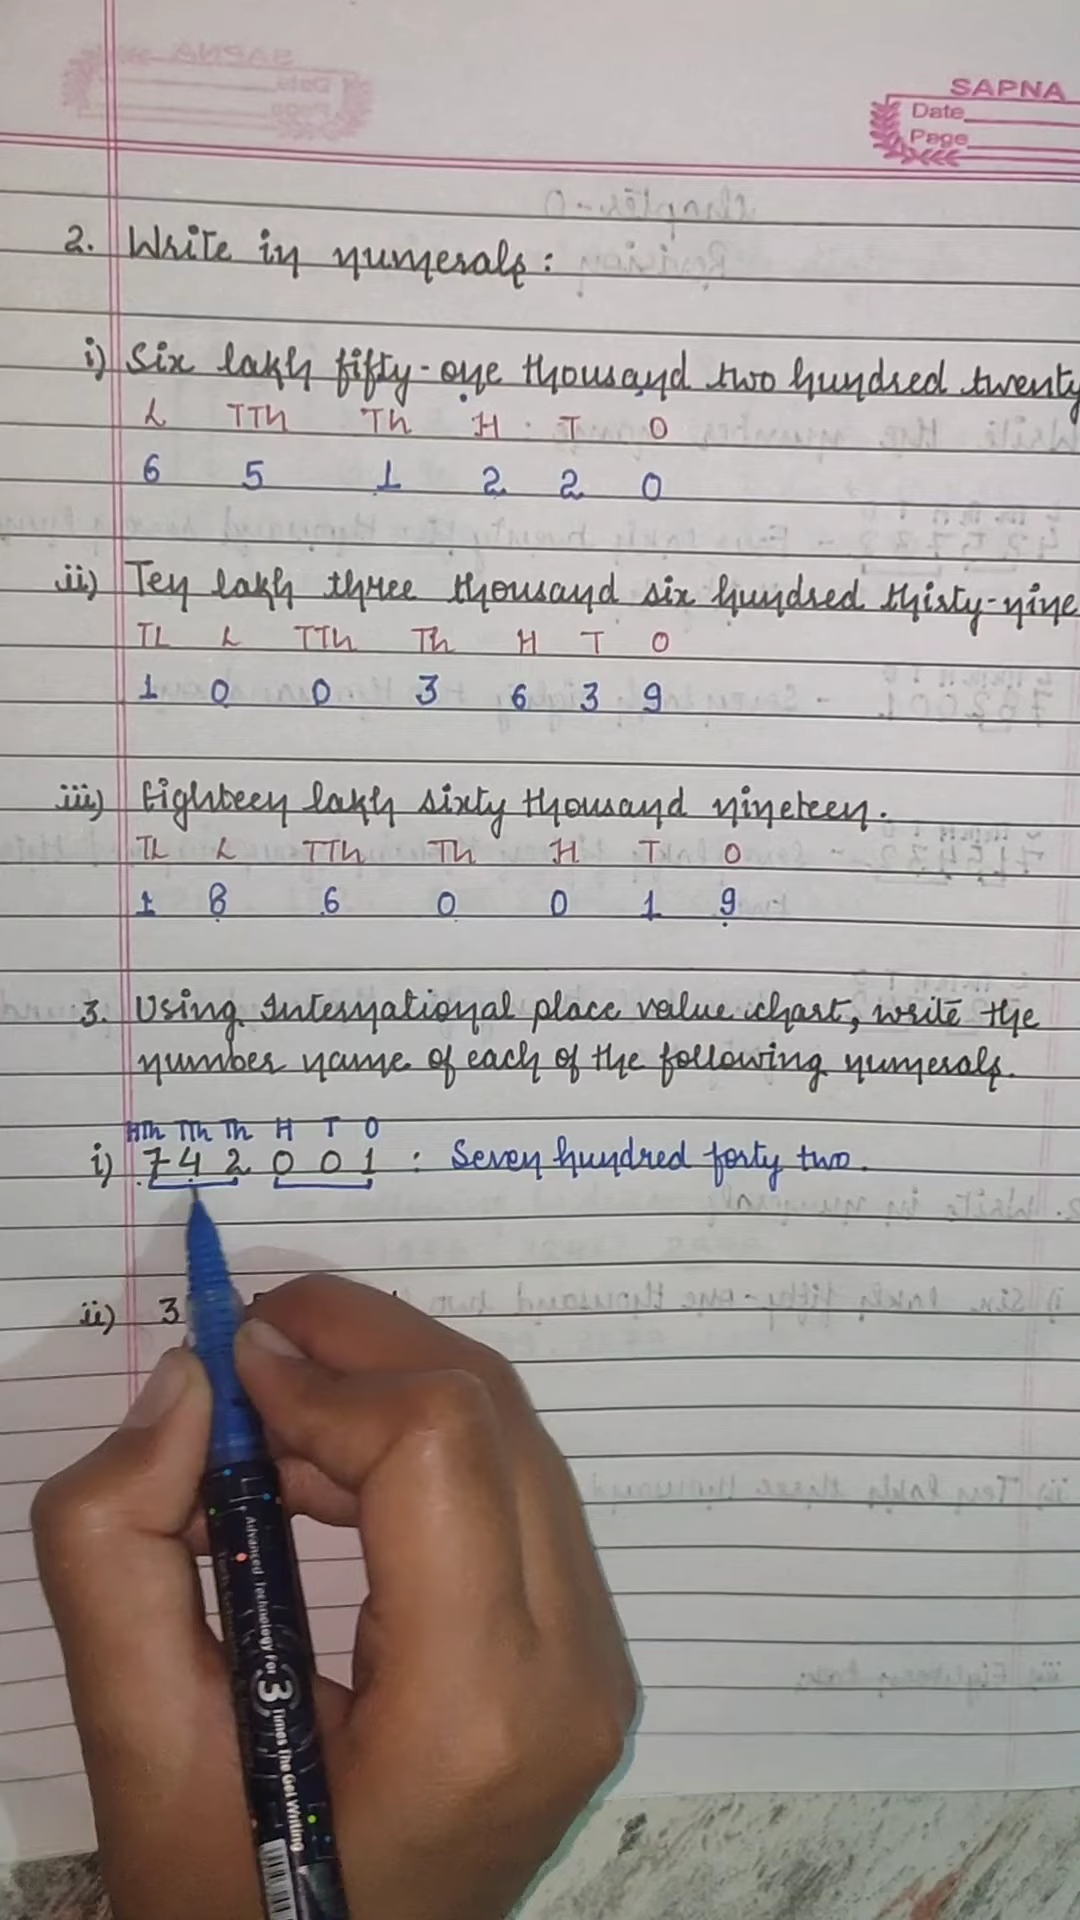 SAPNA
Date
Page
2. Write in numerals:
i) Six lakh fifty-one thousand two hundred twenty
L TTh Th H T O
6 5 1 2 2 0
ii) Ten lakh three thousand six hundred thirty-nine
TL L TTh Th H T O
1 0 0 3 6 3 9
iii) Eighteen lakh sixty thousand nineteen.
TL L TTh Th H T O
1 8 6 0 0 1 9
3. Using International place value chart, write the
number name of each of the following numerals.
HTh TTh Th H T O
i) 742001 : Seven hundred forty two
ii) 3
Advanced Technology For
3 Times The Gel Writing